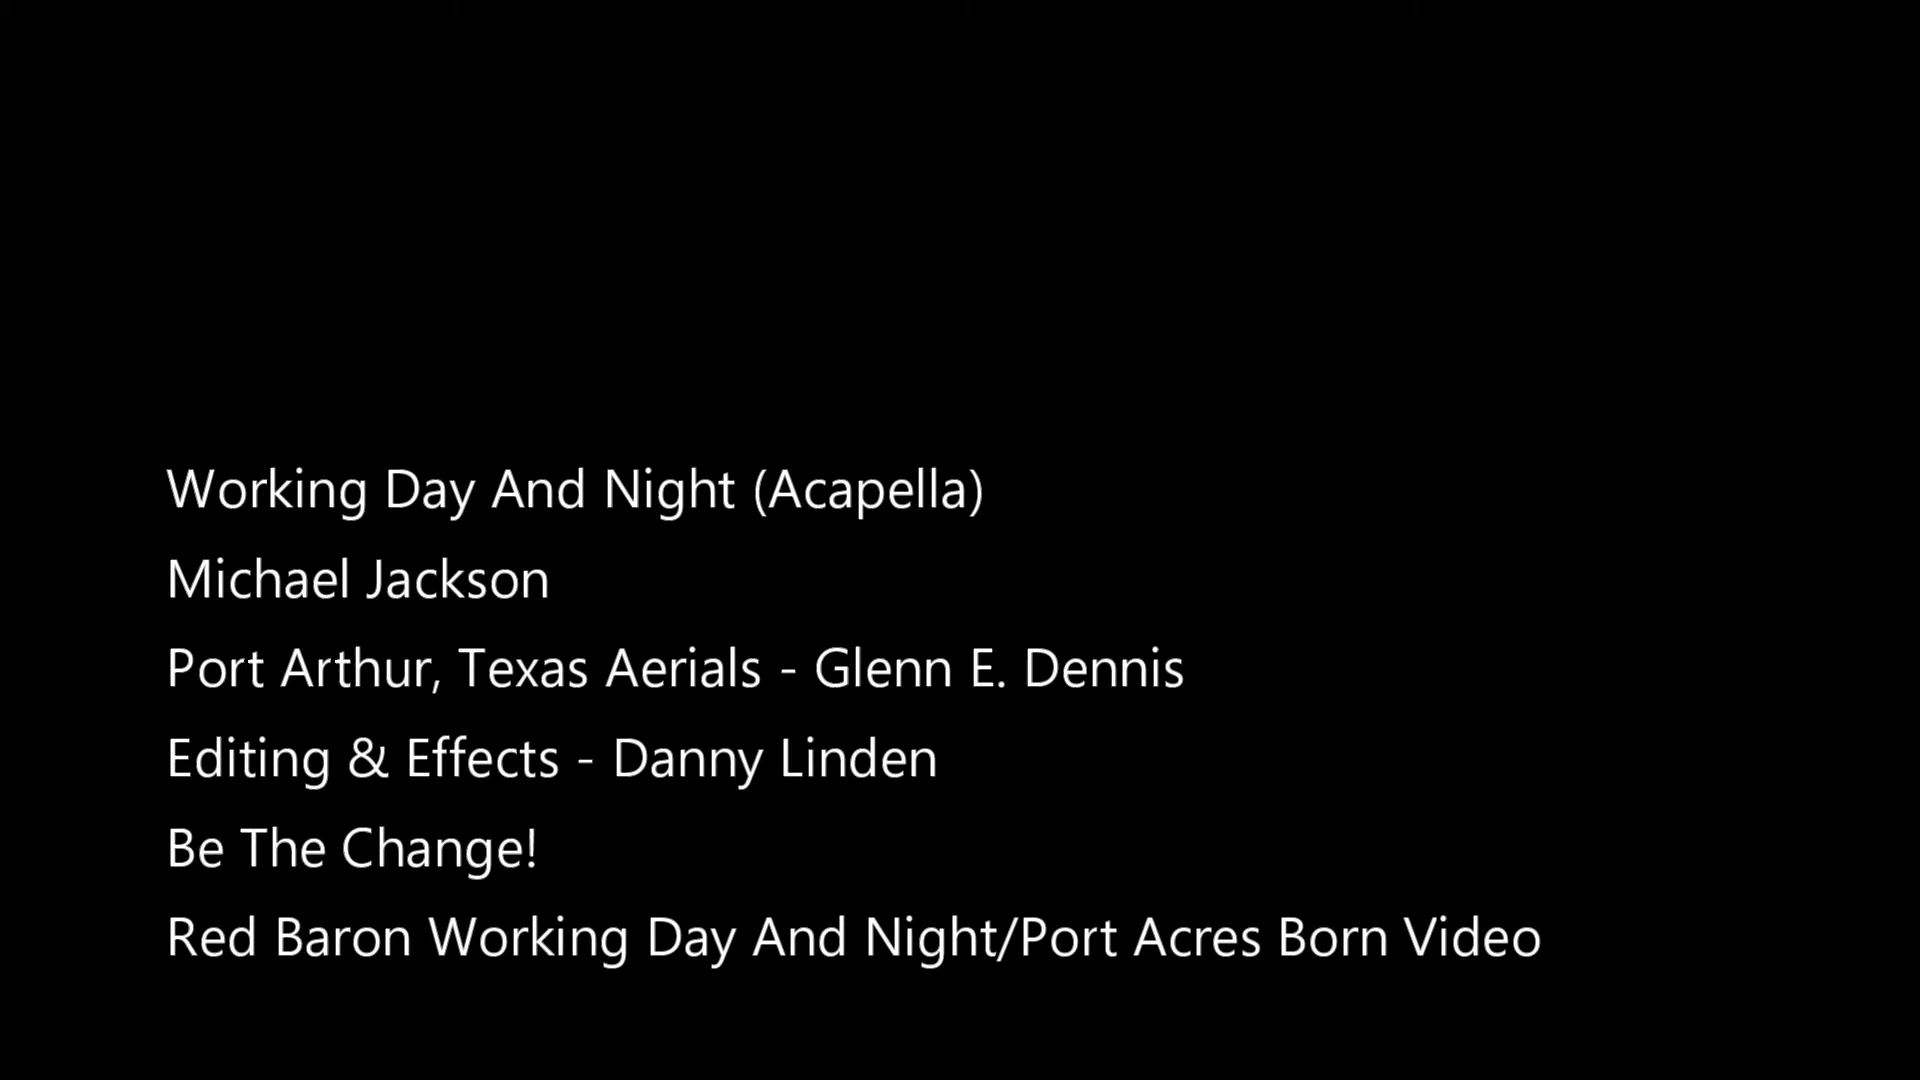 Working Day And Night (Acapella)
Michael Jackson
Port Arthur, Texas Aerials - Glenn E. Dennis
Editing & Effects - Danny Linden
Be The Change!
Red Baron Working Day And Night/Port Acres Born Video